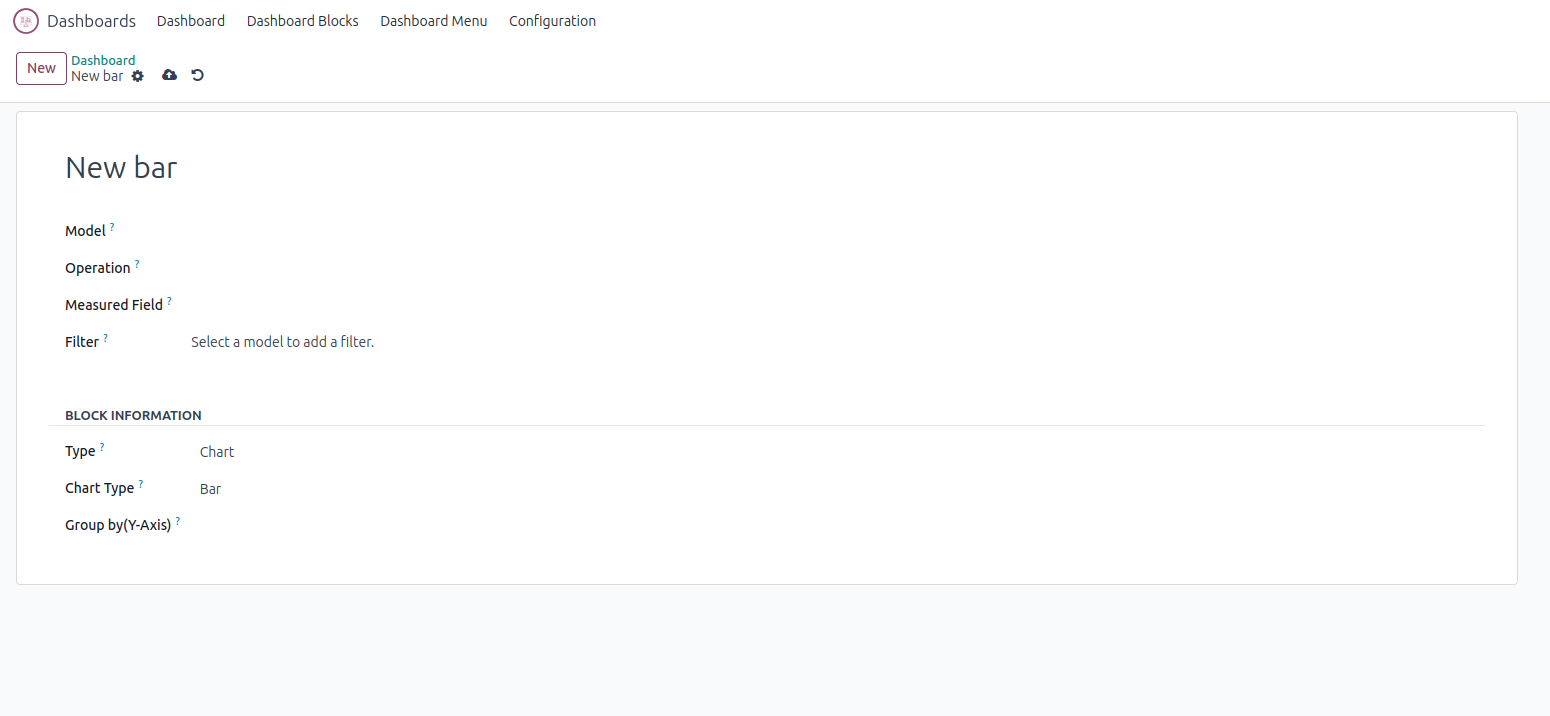 Dashboards Dashboard Dashboard Blocks Dashboard Menu Configuration
New
Dashboard
New bar
New bar
Model ?
Operation ?
Measured Field ?
Filter ? Select a model to add a filter.
BLOCK INFORMATION
Type ? Chart
Chart Type ? Bar
Group by(Y-Axis) ?